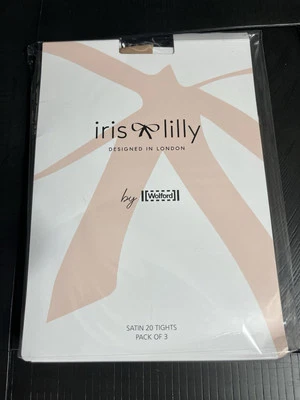 iris lilly
DESIGNED IN LONDON
by Wolford
SATIN 20 TIGHTS
PACK OF 3